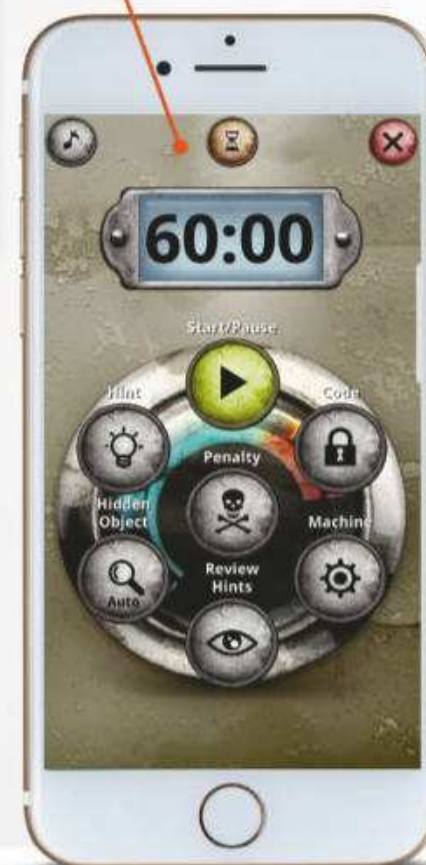 60:00
Start/Pause
Hint
Code
Penalty
Hidden
Object
Machine
Auto
Review
Hints